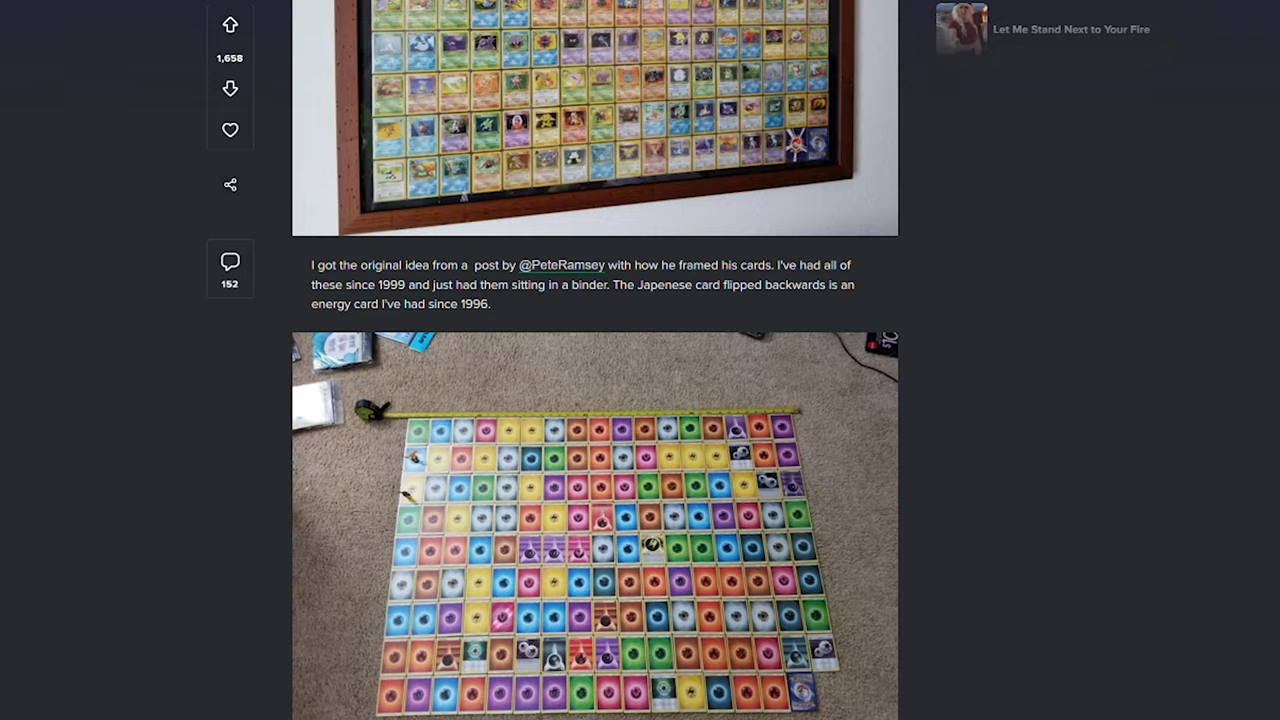 1,658
Let Me Stand Next to Your Fire
152
I got the original idea from a post by @PeteRamsey with how he framed his cards. I've had all of
these since 1999 and just had them sitting in a binder. The Japenese card flipped backwards is an
energy card I've had since 1996.